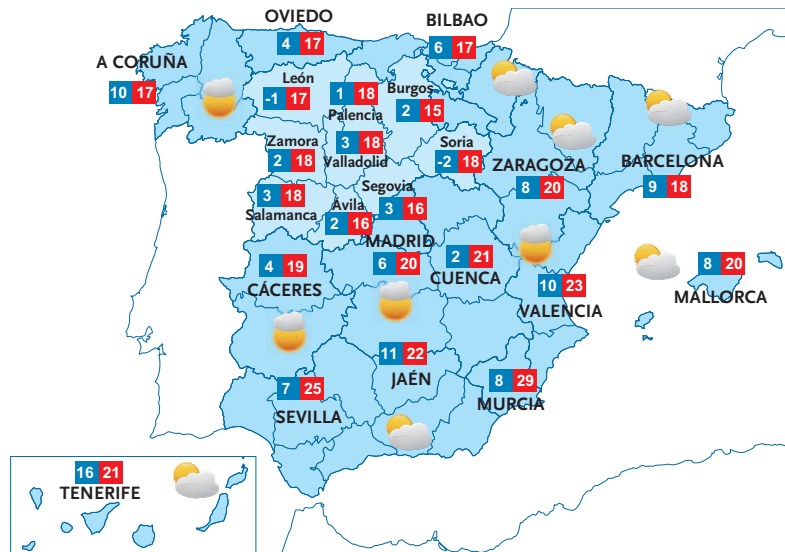 OVIEDO
4 17
BILBAO
6 17
A CORUÑA
10 17
León
-1 17
1 18
Palencia
Burgos
2 15
Zamora
2 18
3 18
Valladolid
Soria
-2 18
ZARAGOZA
8 20
BARCELONA
9 18
3 18
Salamanca
Ávila
2 16
Segovia
3 16
MADRID
6 20
2 21
CUENCA
4 19
CÁCERES
10 23
VALENCIA
8 20
MALLORCA
11 22
JAÉN
7 25
SEVILLA
8 29
MURCIA
16 21
TENERIFE